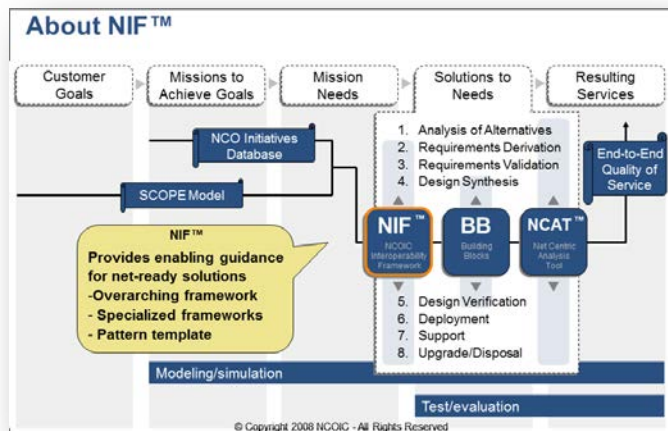 About NIF™
Customer
Goals
Missions to
Achieve Goals
Mission
Needs
Solutions to
Needs
Resulting
Services
NCO Initiatives
Database
SCOPE Model
1. Analysis of Alternatives
2. Requirements Derivation
3. Requirements Validation
4. Design Synthesis
End-to-End
Quality of
Service
NIF™
NCOIC
Interoperability
Framework
BB
Building
Blocks
NCAT™
Net Centric
Analysis
Tool
NIF™
Provides enabling guidance
for net-ready solutions
-Overarching framework
- Specialized frameworks
- Pattern template
5. Design Verification
6. Deployment
7. Support
8. Upgrade/Disposal
Modeling/simulation
Test/evaluation
© Copyright 2008 NCOIC - All Rights Reserved